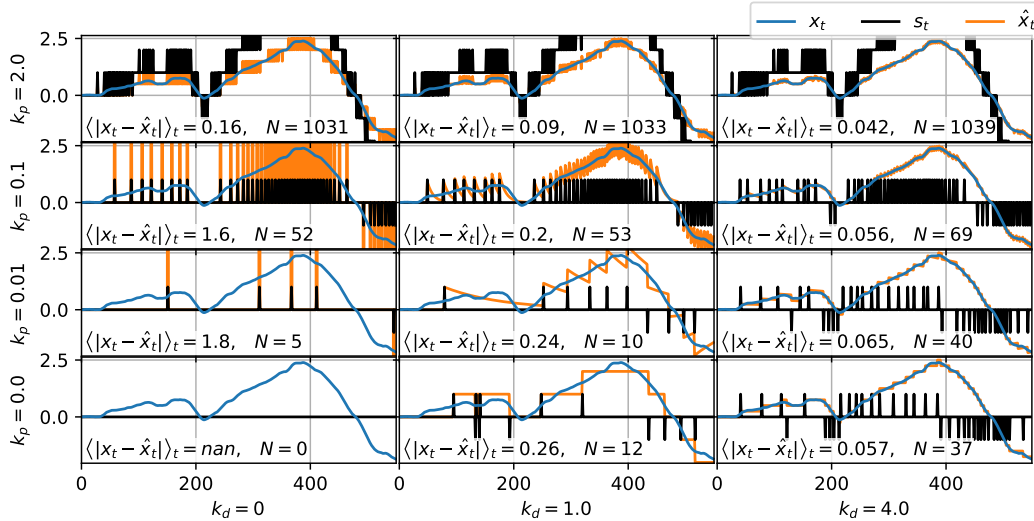 x_t s_t x̂_t
2.5
0.0
k_p = 2.0
⟨|x_t − x̂_t|⟩_t = 0.16, N = 1031
⟨|x_t − x̂_t|⟩_t = 0.09, N = 1033
⟨|x_t − x̂_t|⟩_t = 0.042, N = 1039
2.5
0.0
k_p = 0.1
⟨|x_t − x̂_t|⟩_t = 1.6, N = 52
⟨|x_t − x̂_t|⟩_t = 0.2, N = 53
⟨|x_t − x̂_t|⟩_t = 0.056, N = 69
2.5
0.0
k_p = 0.01
⟨|x_t − x̂_t|⟩_t = 1.8, N = 5
⟨|x_t − x̂_t|⟩_t = 0.24, N = 10
⟨|x_t − x̂_t|⟩_t = 0.065, N = 40
2.5
0.0
k_p = 0.0
⟨|x_t − x̂_t|⟩_t = nan, N = 0
⟨|x_t − x̂_t|⟩_t = 0.26, N = 12
⟨|x_t − x̂_t|⟩_t = 0.057, N = 37
0 200 400 0 200 400 0 200 400
k_d = 0 k_d = 1.0 k_d = 4.0